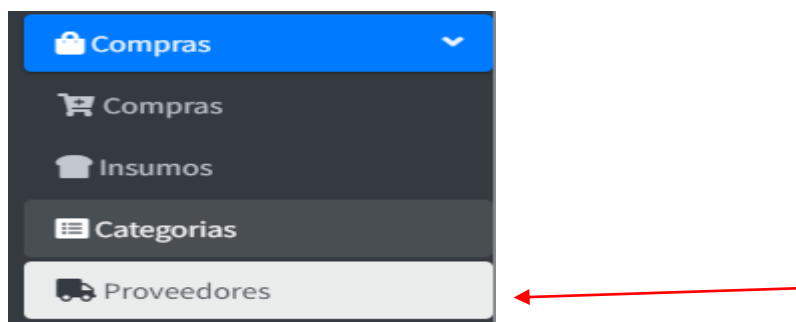 Compras
Compras
Insumos
Categorias
Proveedores